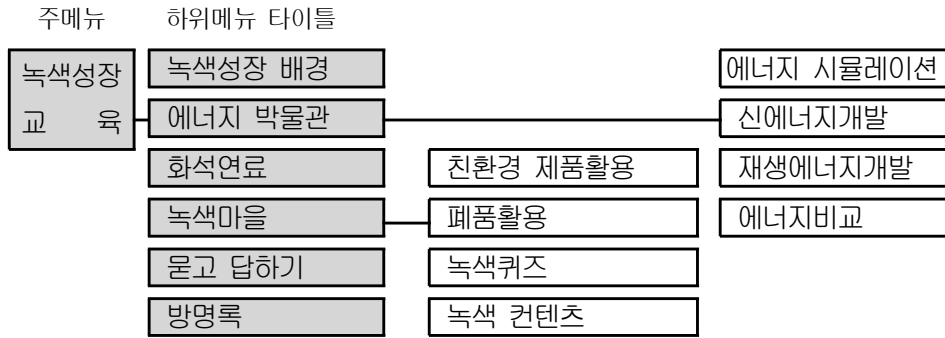 주메뉴 하위메뉴 타이틀
녹색성장 교 육
녹색성장 배경
에너지 박물관
화석연료
녹색마을
묻고 답하기
방명록
친환경 제품활용
폐품활용
녹색퀴즈
녹색 컨텐츠
에너지 시뮬레이션
신에너지개발
재생에너지개발
에너지비교